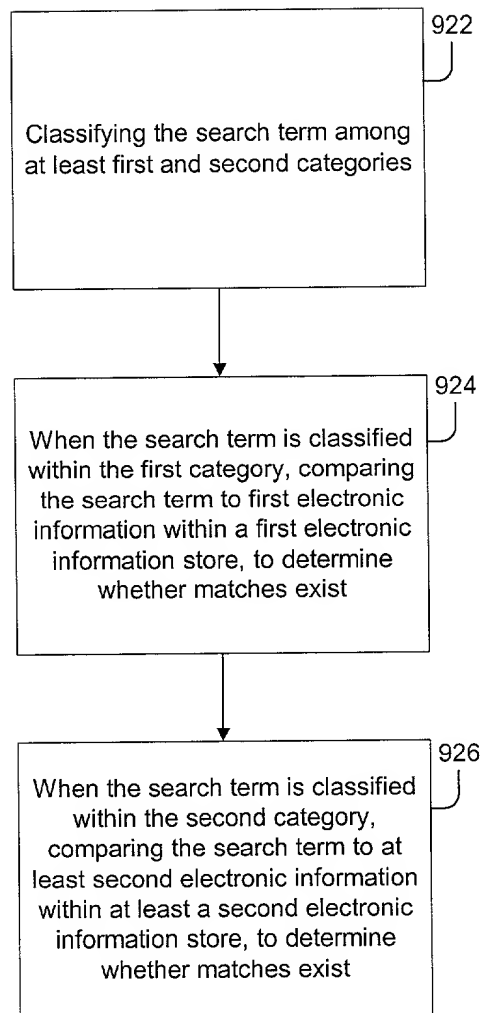 922
Classifying the search term among
at least first and second categories
924
When the search term is classified
within the first category, comparing
the search term to first electronic
information within a first electronic
information store, to determine
whether matches exist
926
When the search term is classified
within the second category,
comparing the search term to at
least second electronic information
within at least a second electronic
information store, to determine
whether matches exist